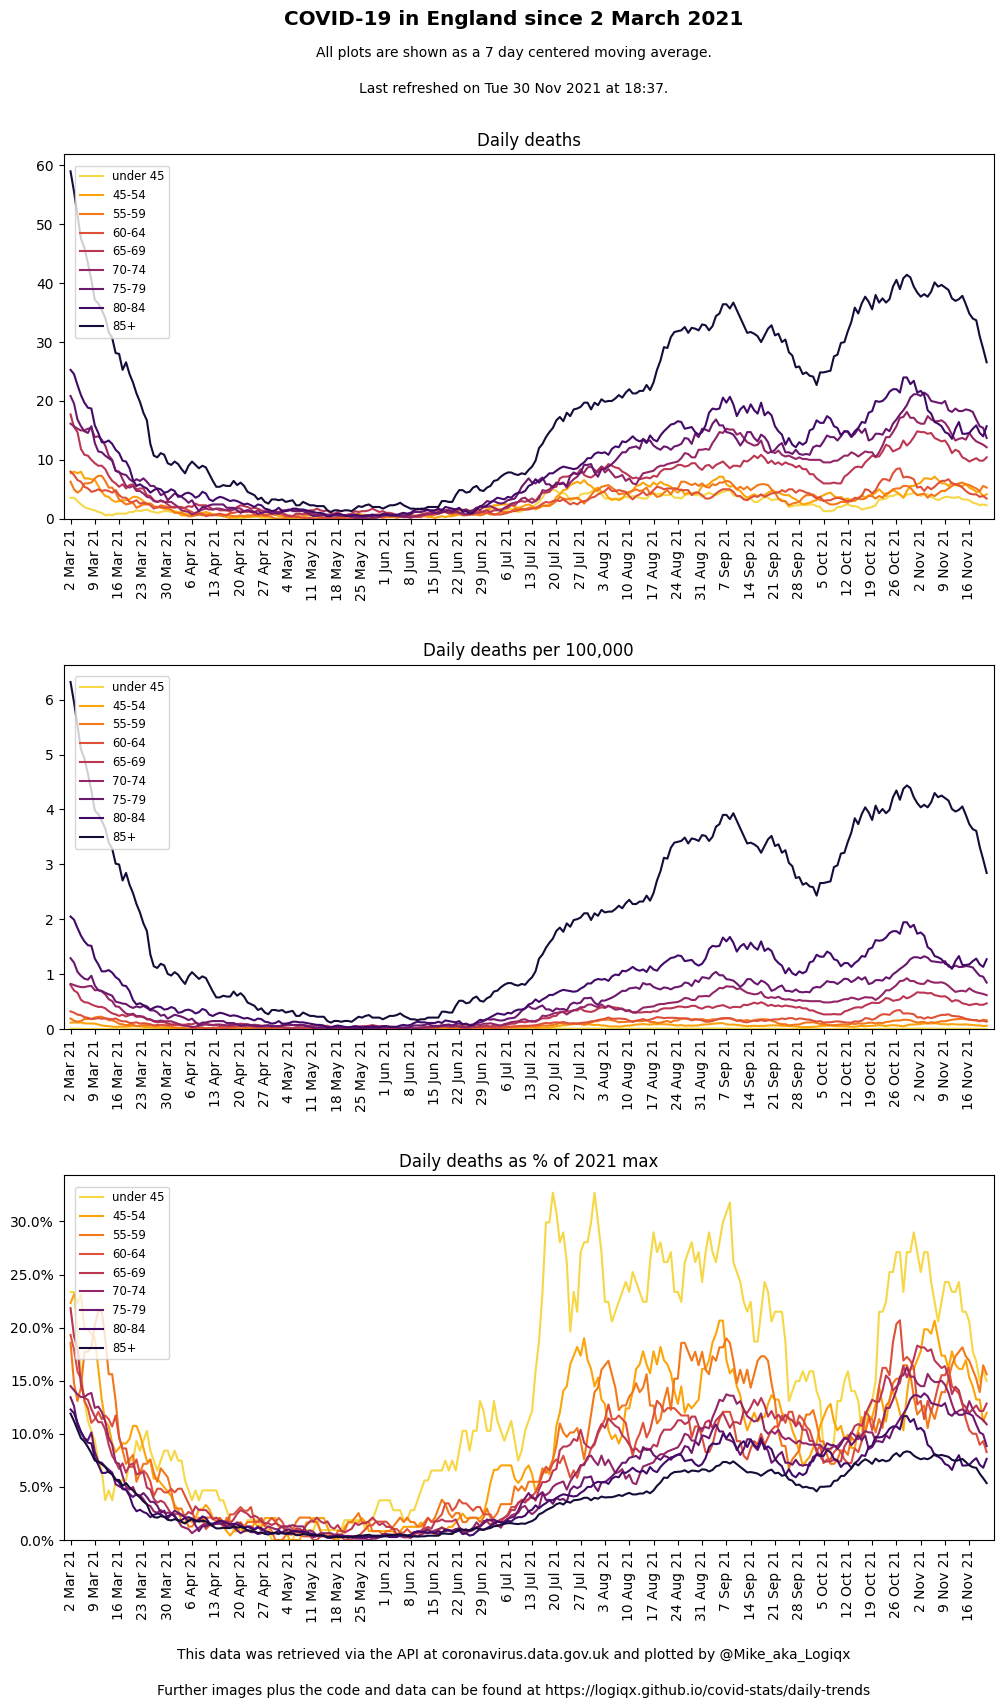 COVID-19 in England since 2 March 2021
All plots are shown as a 7 day centered moving average.
Last refreshed on Tue 30 Nov 2021 at 18:37.
Daily deaths
60
50
40
30
20
10
0
under 45
45-54
55-59
60-64
65-69
70-74
75-79
80-84
85+
2 Mar 21
9 Mar 21
16 Mar 21
23 Mar 21
30 Mar 21
6 Apr 21
13 Apr 21
20 Apr 21
27 Apr 21
4 May 21
11 May 21
18 May 21
25 May 21
1 Jun 21
8 Jun 21
15 Jun 21
22 Jun 21
29 Jun 21
6 Jul 21
13 Jul 21
20 Jul 21
27 Jul 21
3 Aug 21
10 Aug 21
17 Aug 21
24 Aug 21
31 Aug 21
7 Sep 21
14 Sep 21
21 Sep 21
28 Sep 21
5 Oct 21
12 Oct 21
19 Oct 21
26 Oct 21
2 Nov 21
9 Nov 21
16 Nov 21
Daily deaths per 100,000
6
5
4
3
2
1
0
under 45
45-54
55-59
60-64
65-69
70-74
75-79
80-84
85+
2 Mar 21
9 Mar 21
16 Mar 21
23 Mar 21
30 Mar 21
6 Apr 21
13 Apr 21
20 Apr 21
27 Apr 21
4 May 21
11 May 21
18 May 21
25 May 21
1 Jun 21
8 Jun 21
15 Jun 21
22 Jun 21
29 Jun 21
6 Jul 21
13 Jul 21
20 Jul 21
27 Jul 21
3 Aug 21
10 Aug 21
17 Aug 21
24 Aug 21
31 Aug 21
7 Sep 21
14 Sep 21
21 Sep 21
28 Sep 21
5 Oct 21
12 Oct 21
19 Oct 21
26 Oct 21
2 Nov 21
9 Nov 21
16 Nov 21
Daily deaths as % of 2021 max
30.0%
25.0%
20.0%
15.0%
10.0%
5.0%
0.0%
under 45
45-54
55-59
60-64
65-69
70-74
75-79
80-84
85+
2 Mar 21
9 Mar 21
16 Mar 21
23 Mar 21
30 Mar 21
6 Apr 21
13 Apr 21
20 Apr 21
27 Apr 21
4 May 21
11 May 21
18 May 21
25 May 21
1 Jun 21
8 Jun 21
15 Jun 21
22 Jun 21
29 Jun 21
6 Jul 21
13 Jul 21
20 Jul 21
27 Jul 21
3 Aug 21
10 Aug 21
17 Aug 21
24 Aug 21
31 Aug 21
7 Sep 21
14 Sep 21
21 Sep 21
28 Sep 21
5 Oct 21
12 Oct 21
19 Oct 21
26 Oct 21
2 Nov 21
9 Nov 21
16 Nov 21
This data was retrieved via the API at coronavirus.data.gov.uk and plotted by @Mike_aka_Logiqx
Further images plus the code and data can be found at https://logiqx.github.io/covid-stats/daily-trends